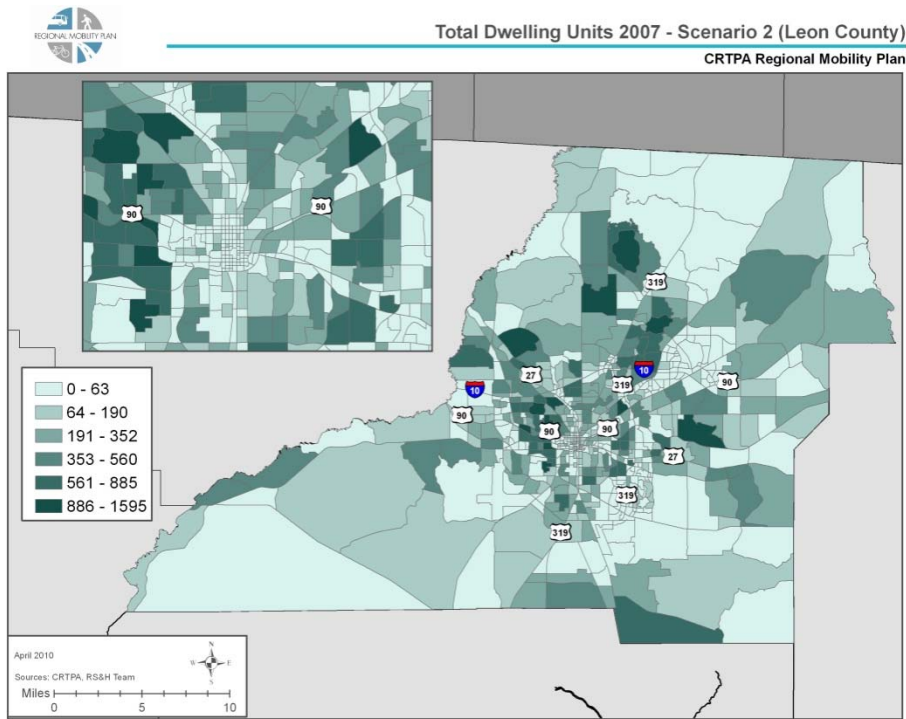 REGIONAL MOBILITY PLAN
Total Dwelling Units 2007 - Scenario 2 (Leon County)
CRTPA Regional Mobility Plan
90
90
319
27
10
319
10
90
90
90
90
27
319
319
0 - 63
64 - 190
191 - 352
353 - 560
561 - 885
886 - 1595
April 2010
N
W E
S
Sources: CRTPA, RS&H Team
Miles
0 5 10